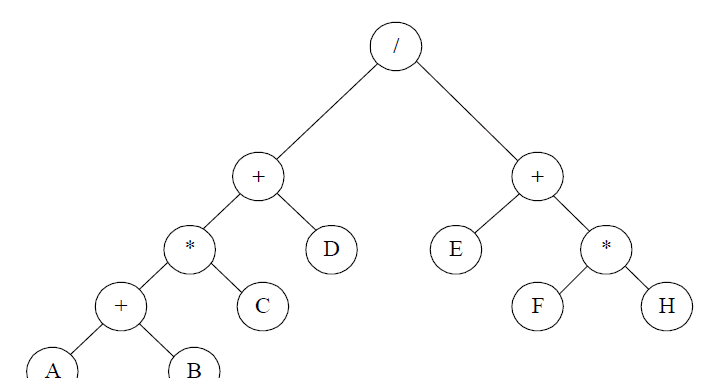 /
+ +
* D E *
+ C F H
A B